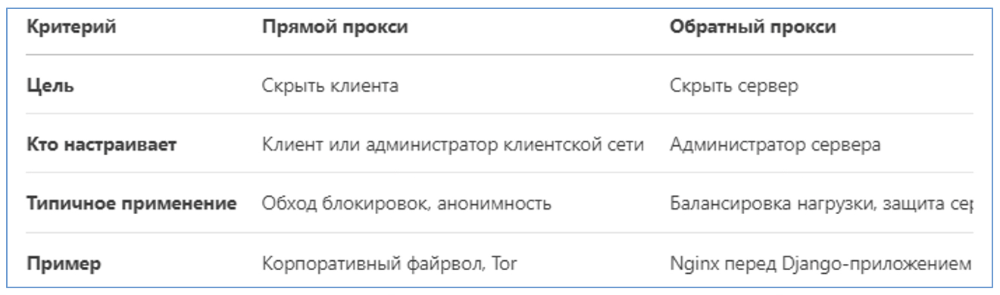 Критерий Прямой прокси Обратный прокси
Цель Скрыть клиента Скрыть сервер
Кто настраивает Клиент или администратор клиентской сети Администратор сервера
Типичное применение Обход блокировок, анонимность Балансировка нагрузки, защита
Пример Корпоративный файрвол, Tor Nginx перед Django-приложением